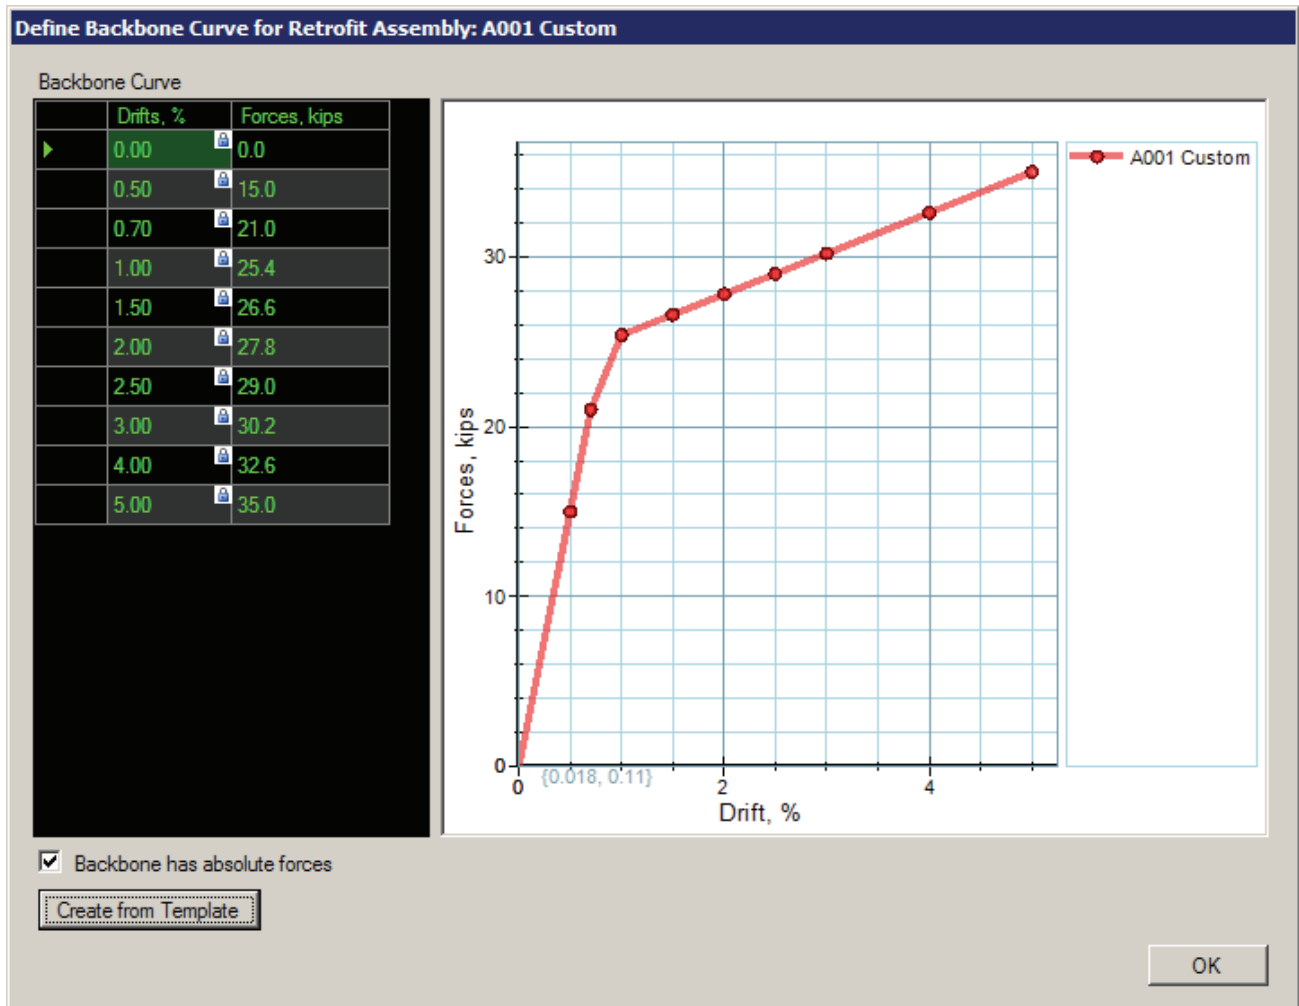 Define Backbone Curve for Retrofit Assembly: A001 Custom
Backbone Curve
Drifts, % Forces, kips
0.00 0.0
0.50 15.0
0.70 21.0
1.00 25.4
1.50 26.6
2.00 27.8
2.50 29.0
3.00 30.2
4.00 32.6
5.00 35.0
A001 Custom
30
20
10
0
Forces, kips
0 2 4
{0.018, 0.11}
Drift, %
Backbone has absolute forces
Create from Template
OK